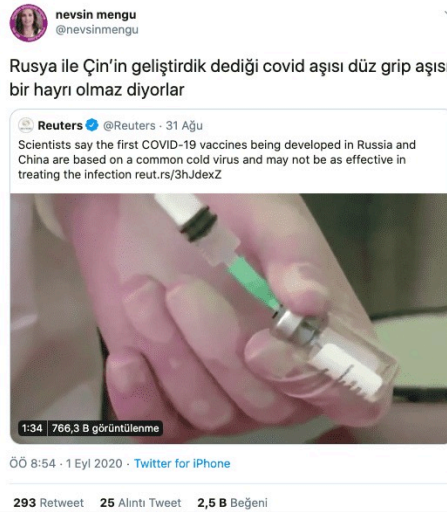 nevsin mengu
@nevsinmengu
Rusya ile Çin’in geliştirdik dediği covid aşısı düz grip aşıs
bir hayrı olmaz diyorlar
Reuters @Reuters · 31 Ağu
Scientists say the first COVID-19 vaccines being developed in Russia and
China are based on a common cold virus and may not be as effective in
treating the infection reut.rs/3hJdexZ
1:34 766,3 B görüntülenme
ÖÖ 8:54 · 1 Eyl 2020 · Twitter for iPhone
293 Retweet 25 Alıntı Tweet 2,5 B Beğeni